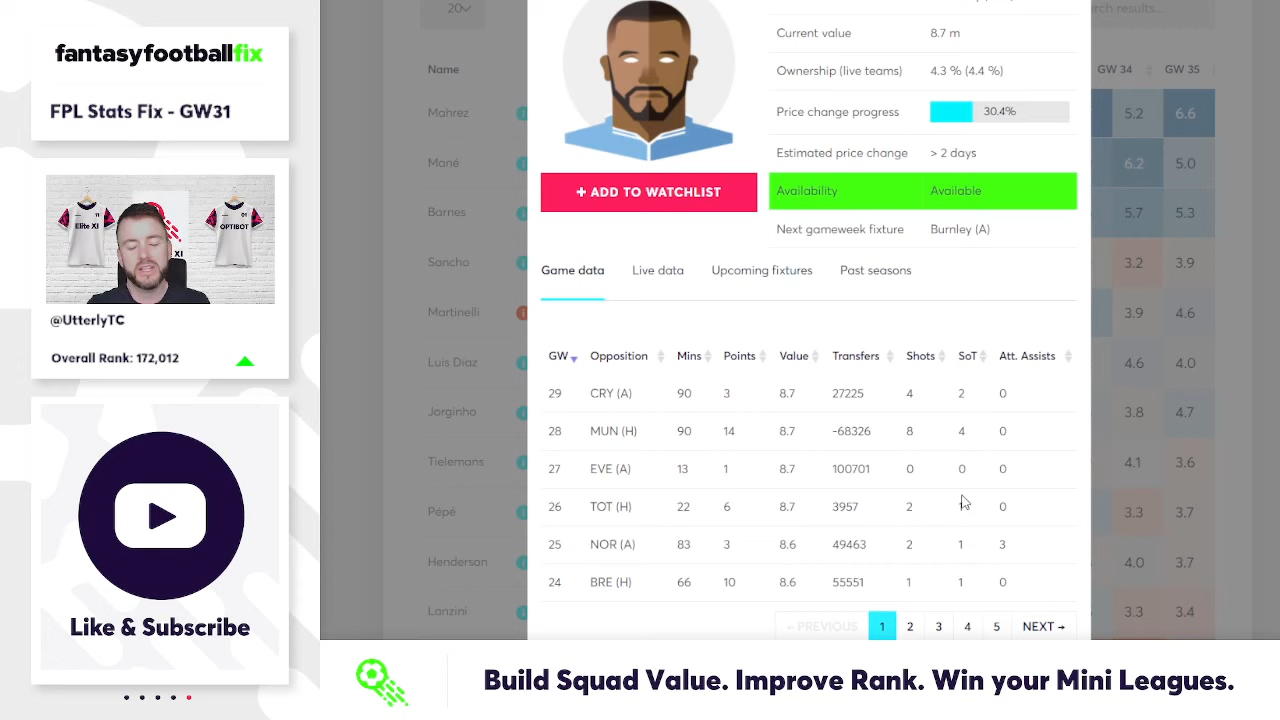 fantasyfootballfix
FPL Stats Fix - GW31
Elite XI
11
01
OPTIBOT
@UtterlyTC
Overall Rank: 172,012
Like & Subscribe
20
Name
GW 34 GW 35
Mahrez 5.2 6.6
Mané 6.2 5.0
Barnes 5.7 5.3
Sancho 3.2 3.9
Martinelli 3.9 4.6
Luis Diaz 4.6 4.0
Jorginho 3.8 4.7
Tielemans 4.1 3.6
Pépé 3.3 3.7
Henderson 4.0 3.7
Lanzini 3.3 3.4
results...
Current value 8.7 m
Ownership (live teams) 4.3 % (4.4 %)
Price change progress 30.4%
Estimated price change > 2 days
+ ADD TO WATCHLIST
Availability Available
Next gameweek fixture Burnley (A)
Game data Live data Upcoming fixtures Past seasons
GW Opposition Mins Points Value Transfers Shots SoT Att. Assists
29 CRY (A) 90 3 8.7 27225 4 2 0
28 MUN (H) 90 14 8.7 -68326 8 4 0
27 EVE (A) 13 1 8.7 100701 0 0 0
26 TOT (H) 22 6 8.7 3957 2 0
25 NOR (A) 83 3 8.6 49463 2 1 3
24 BRE (H) 66 10 8.6 55551 1 1 0
← PREVIOUS 1 2 3 4 5 NEXT →
Build Squad Value. Improve Rank. Win your Mini Leagues.